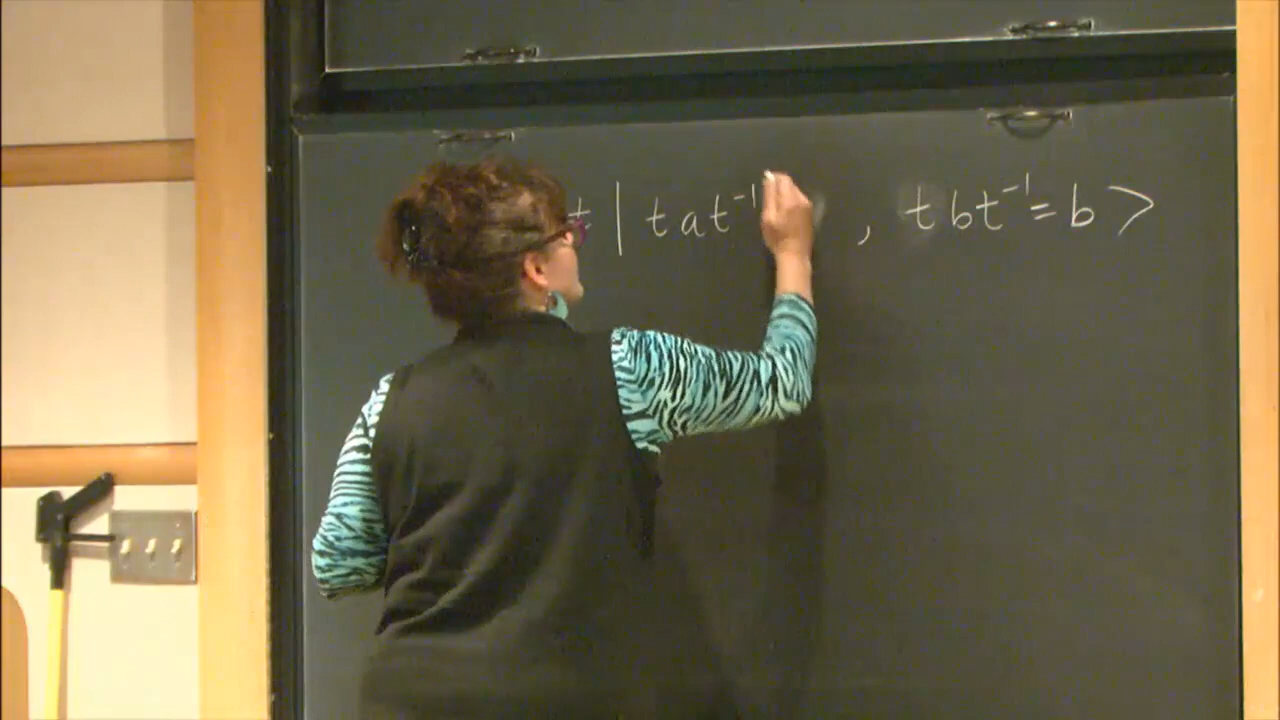 t | tat⁻¹ , tbt⁻¹ = b >